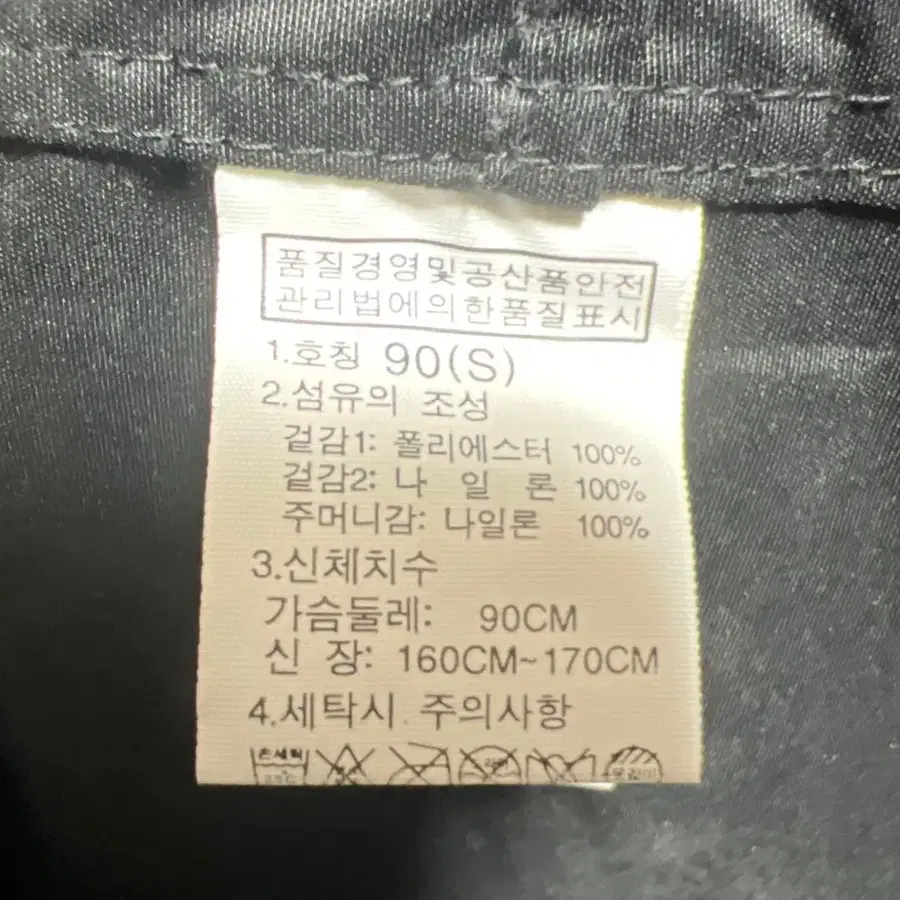 품질경영및공산품안전
관리법에의한품질표시
1.호칭 90(S)
2.섬유의 조성
겉감1: 폴리에스터 100%
겉감2: 나 일 론 100%
주머니감: 나일론 100%
3.신체치수
가슴둘레: 90CM
신 장: 160CM~170CM
4.세탁시 주의사항
손세탁